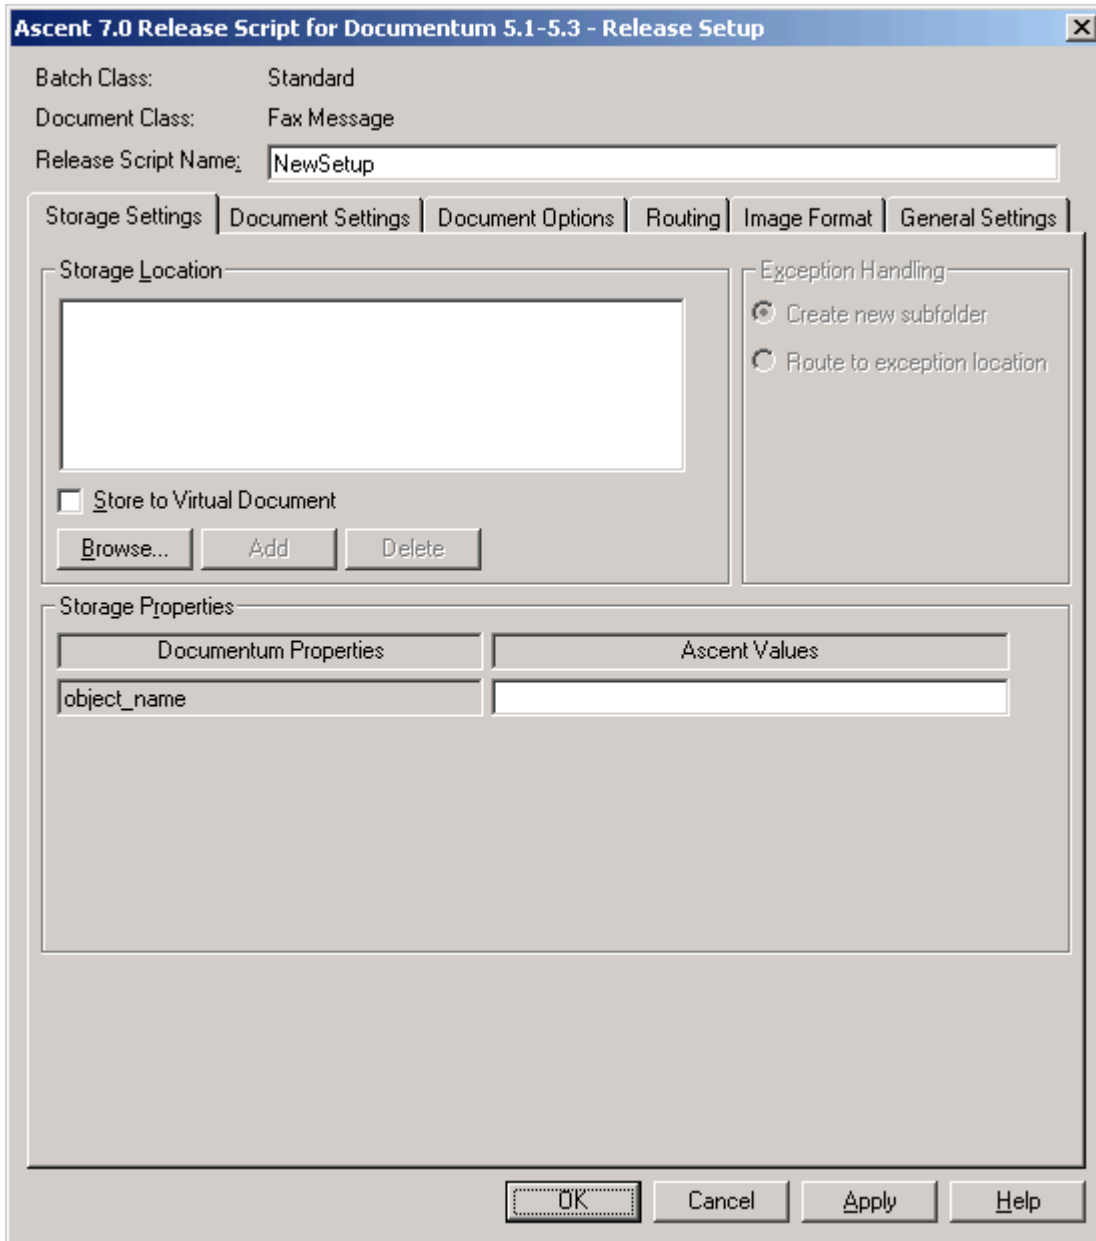 Ascent 7.0 Release Script for Documentum 5.1-5.3 - Release Setup
Batch Class: Standard
Document Class: Fax Message
Release Script Name: NewSetup
Storage Settings Document Settings Document Options Routing Image Format General Settings
Storage Location
Exception Handling
Create new subfolder
Route to exception location
Store to Virtual Document
Browse... Add Delete
Storage Properties
Documentum Properties Ascent Values
object_name
OK Cancel Apply Help